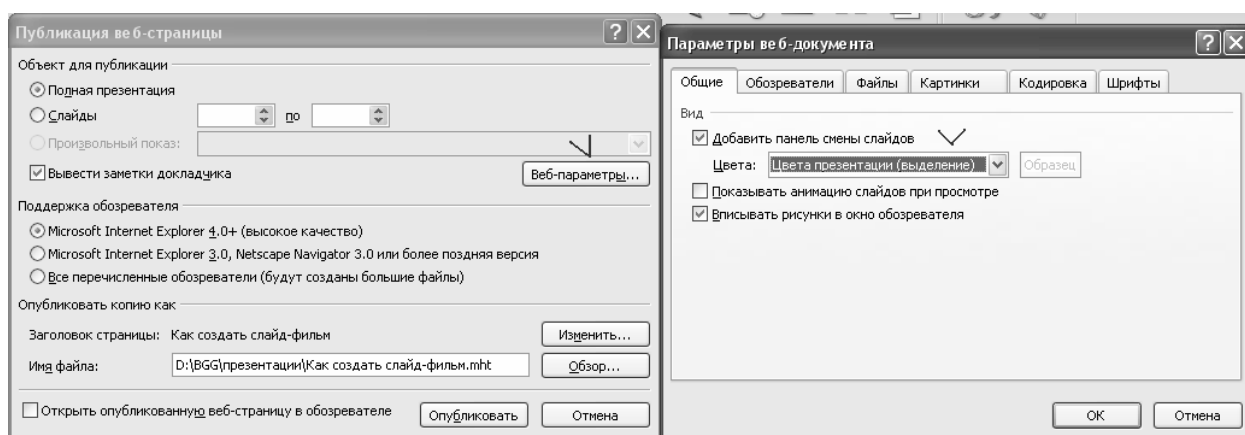 Публикация веб-страницы
Объект для публикации
Полная презентация
Слайды по
Произвольный показ:
Вывести заметки докладчика Веб-параметры...
Поддержка обозревателя
Microsoft Internet Explorer 4.0+ (высокое качество)
Microsoft Internet Explorer 3.0, Netscape Navigator 3.0 или более поздняя версия
Все перечисленные обозреватели (будут созданы большие файлы)
Опубликовать копию как
Заголовок страницы: Как создать слайд-фильм Изменить...
Имя файла: D:\BGG\презентации\Как создать слайд-фильм.mht Обзор...
Открыть опубликованную веб-страницу в обозревателе Опубликовать Отмена
Параметры веб-документа
Общие Обозреватели Файлы Картинки Кодировка Шрифты
Вид
Добавить панель смены слайдов
Цвета: Цвета презентации (выделение) Образец
Показывать анимацию слайдов при просмотре
Вписывать рисунки в окно обозревателя
ОК Отмена